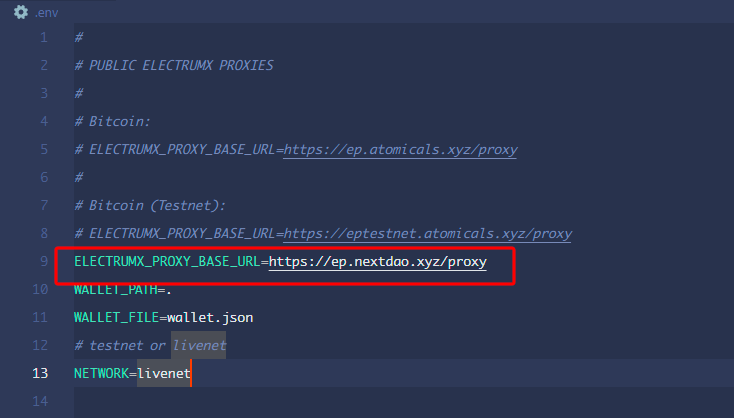 .env
1 #
2 # PUBLIC ELECTRUMX PROXIES
3 #
4 # Bitcoin:
5 # ELECTRUMX_PROXY_BASE_URL=https://ep.atomicals.xyz/proxy
6 #
7 # Bitcoin (Testnet):
8 # ELECTRUMX_PROXY_BASE_URL=https://eptestnet.atomicals.xyz/proxy
9 ELECTRUMX_PROXY_BASE_URL=https://ep.nextdao.xyz/proxy
10 WALLET_PATH=.
11 WALLET_FILE=wallet.json
12 # testnet or livenet
13 NETWORK=livenet
14